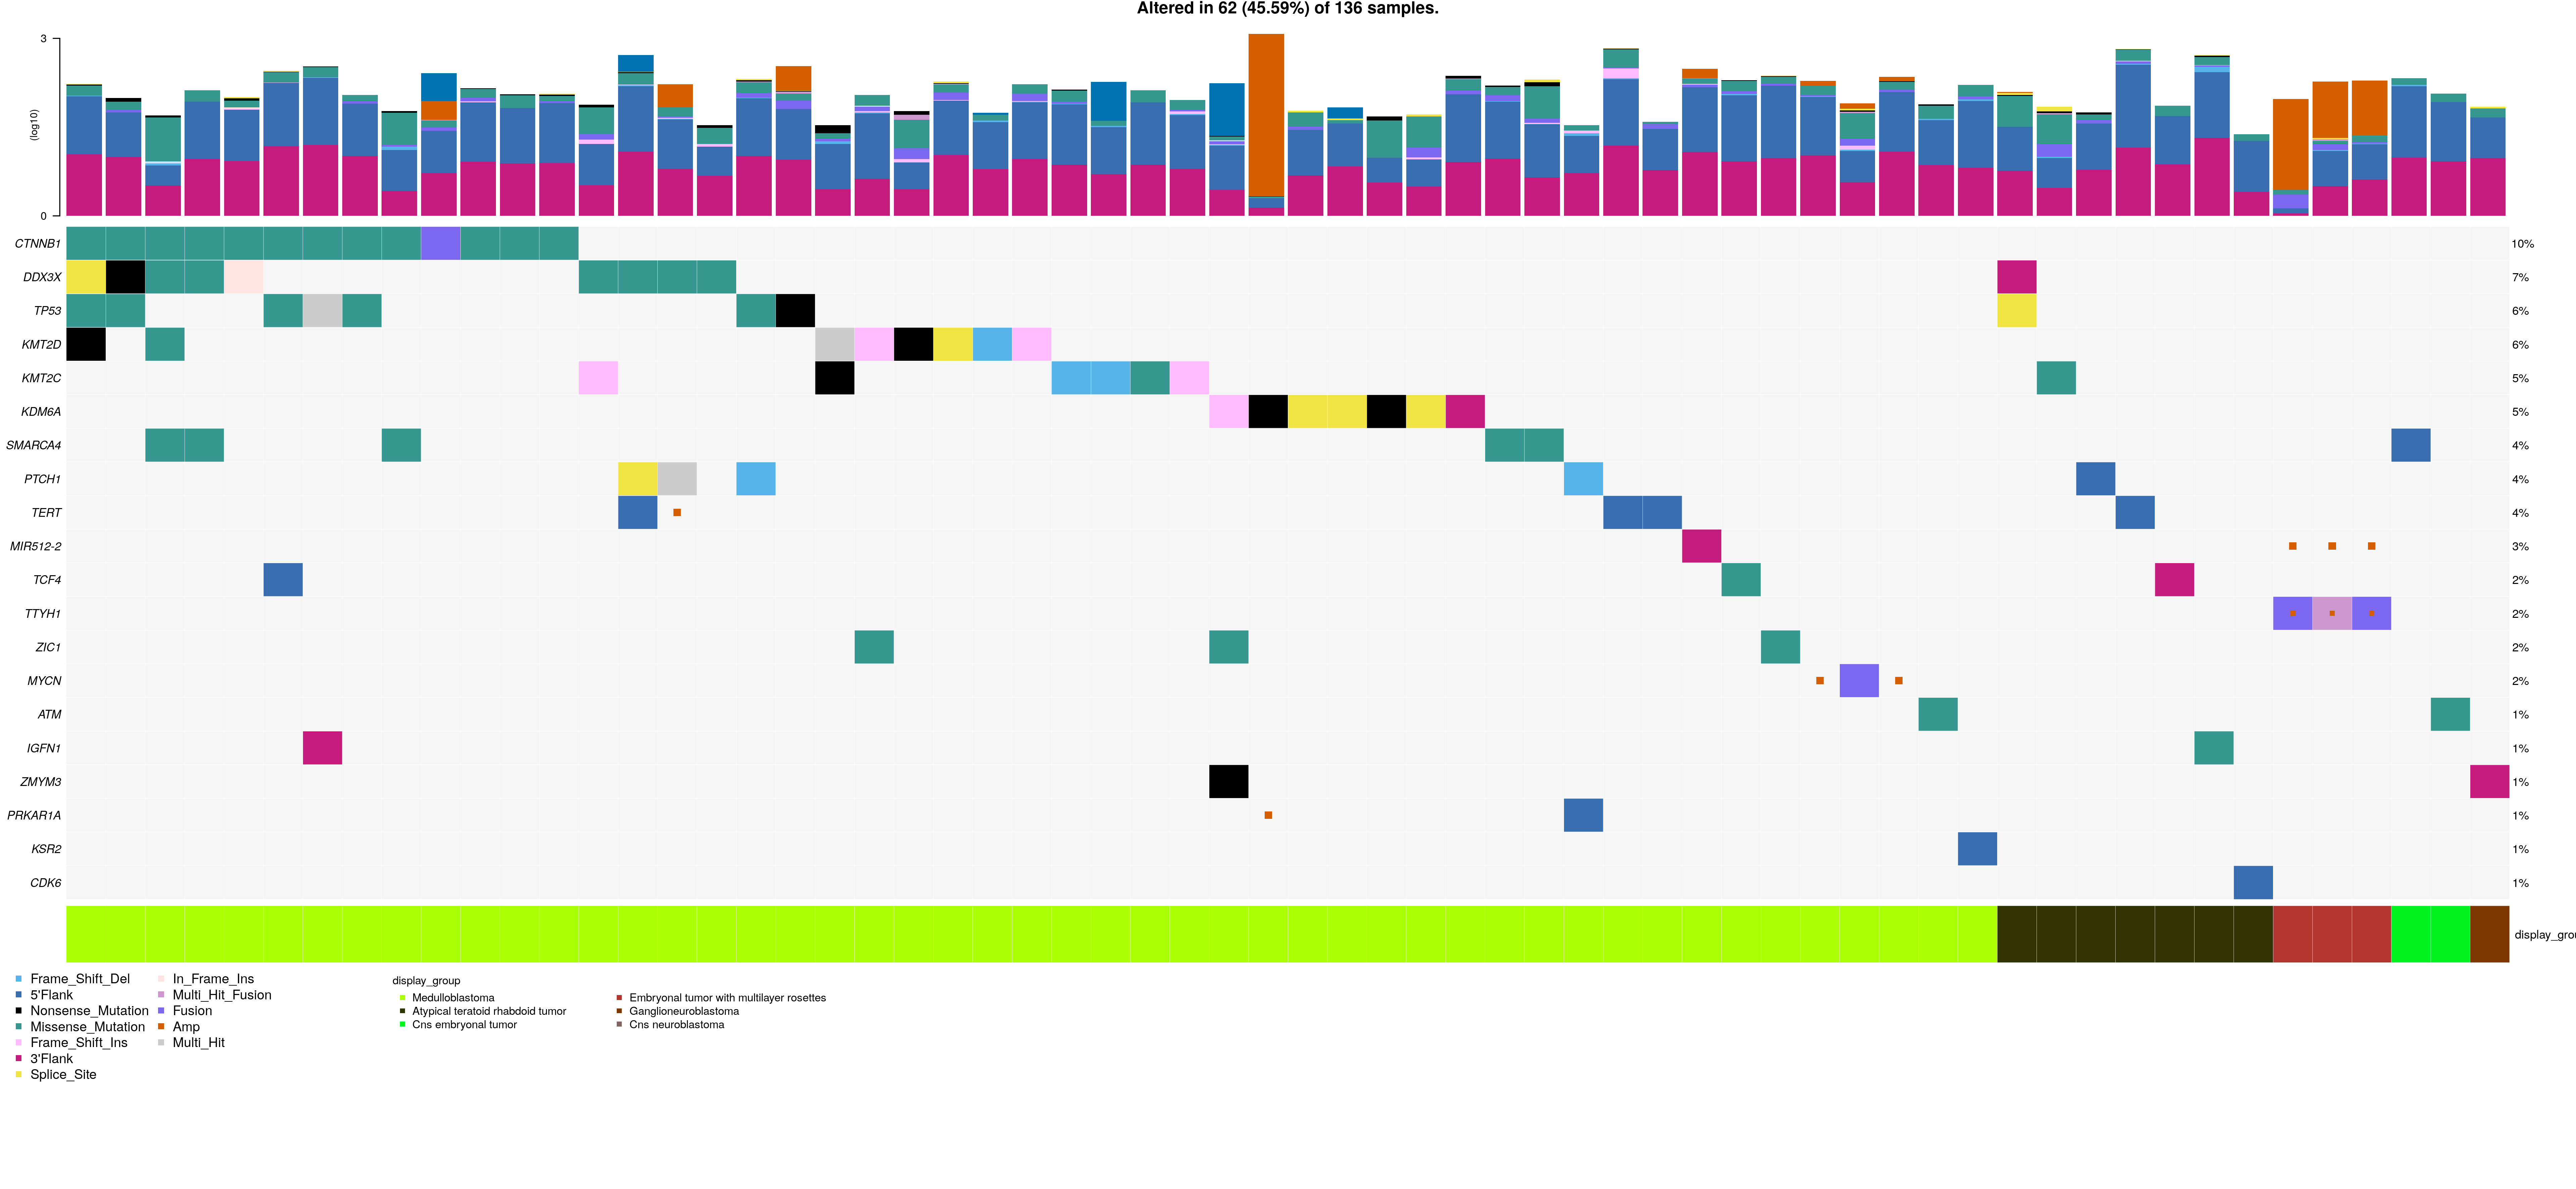 Altered in 62 (45.59%) of 136 samples.
3
(log10)
0
CTNNB1 10%
DDX3X 7%
TP53 6%
KMT2D 6%
KMT2C 5%
KDM6A 5%
SMARCA4 4%
PTCH1 4%
TERT 4%
MIR512-2 3%
TCF4 2%
TTYH1 2%
ZIC1 2%
MYCN 2%
ATM 1%
IGFN1 1%
ZMYM3 1%
PRKAR1A 1%
KSR2 1%
CDK6 1%
display_grou
Frame_Shift_Del
5'Flank
Nonsense_Mutation
Missense_Mutation
Frame_Shift_Ins
3'Flank
Splice_Site
In_Frame_Ins
Multi_Hit_Fusion
Fusion
Amp
Multi_Hit
display_group
Medulloblastoma
Atypical teratoid rhabdoid tumor
Cns embryonal tumor
Embryonal tumor with multilayer rosettes
Ganglioneuroblastoma
Cns neuroblastoma